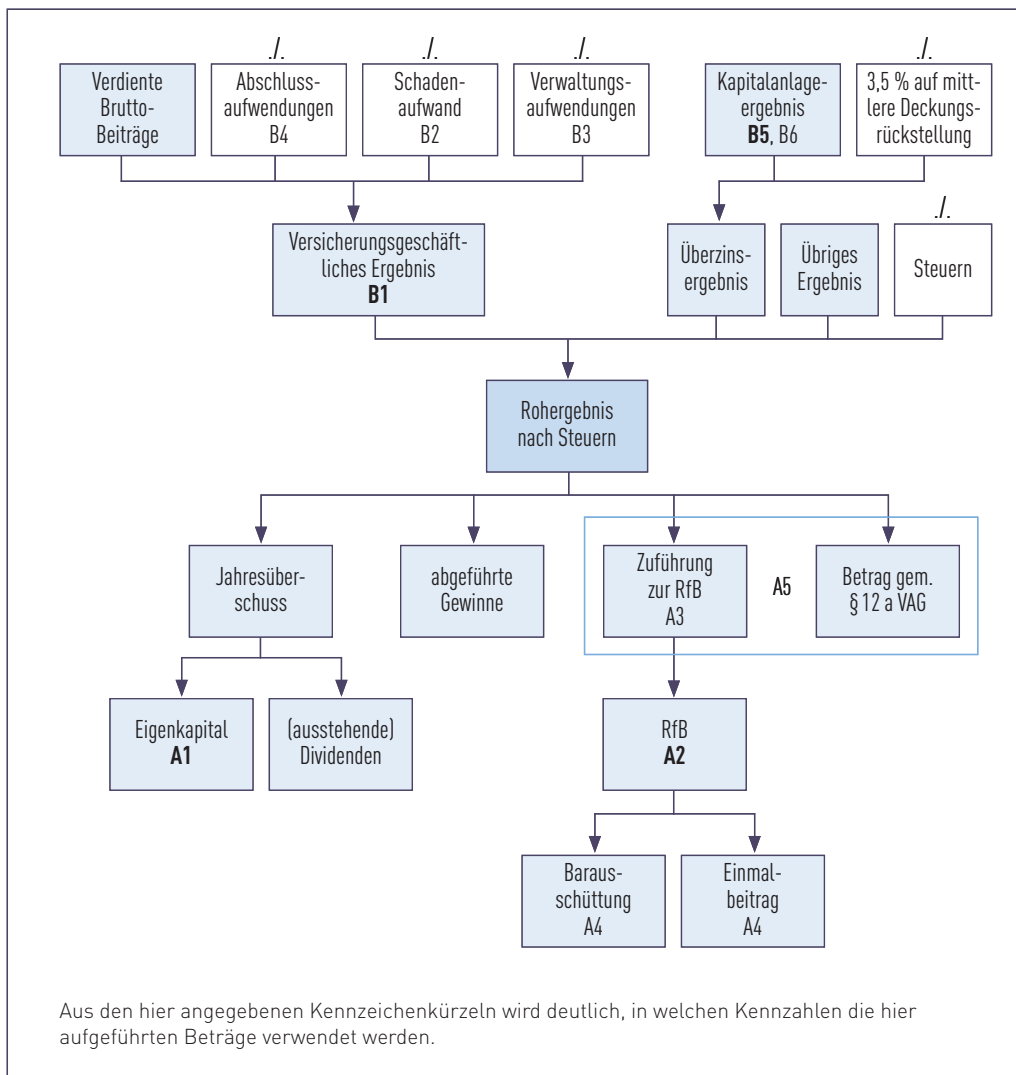 ./.
./.
./.
./.
Verdiente
Brutto-
Beiträge
Abschluss-
aufwendungen
B4
Schaden-
aufwand
B2
Verwaltungs-
aufwendungen
B3
Kapitalanlage-
ergebnis
B5, B6
3,5 % auf mitt-
lere Deckungs-
rückstellung
./.
Versicherungsgeschäft-
liches Ergebnis
B1
Überzins-
ergebnis
Übriges
Ergebnis
Steuern
Rohergebnis
nach Steuern
Jahresüber-
schuss
abgeführte
Gewinne
Zuführung
zur RfB
A3
A5
Betrag gem.
§ 12 a VAG
Eigenkapital
A1
(ausstehende)
Dividenden
RfB
A2
Baraus-
schüttung
A4
Einmal-
beitrag
A4
Aus den hier angegebenen Kennzeichenkürzeln wird deutlich, in welchen Kennzahlen die hier
aufgeführten Beträge verwendet werden.